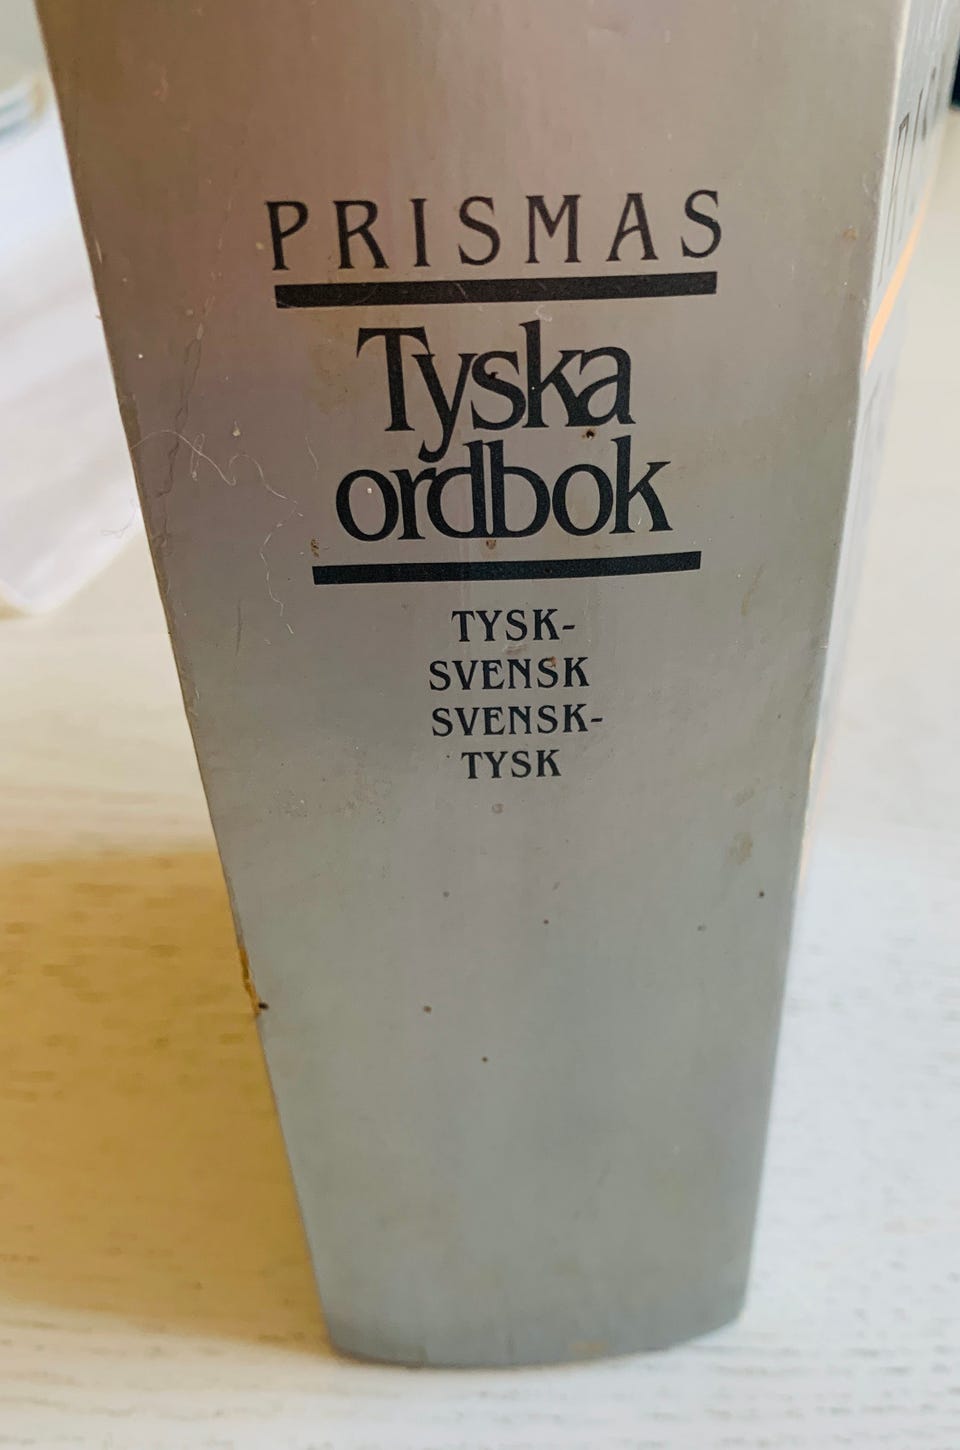 PRISMAS
Tyska
ordbok
TYSK-
SVENSK
SVENSK-
TYSK